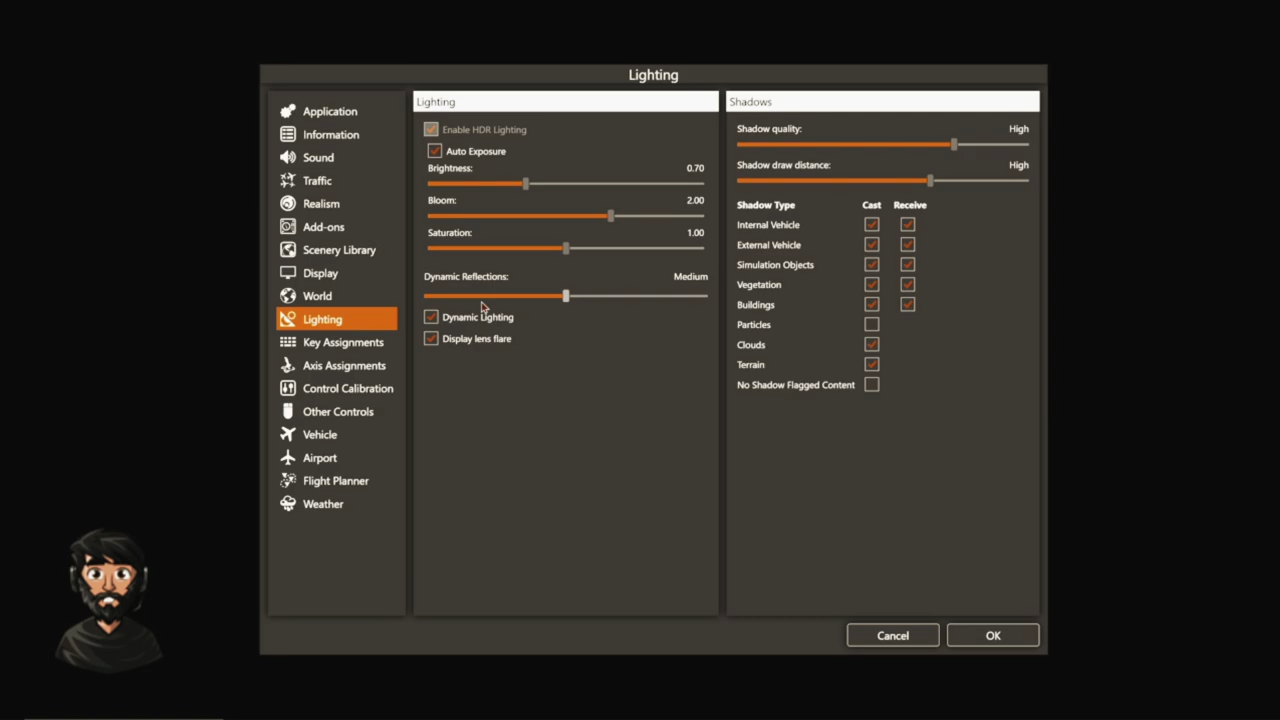 Lighting
Application
Information
Sound
Traffic
Realism
Add-ons
Scenery Library
Display
World
Lighting
Key Assignments
Axis Assignments
Control Calibration
Other Controls
Vehicle
Airport
Flight Planner
Weather
Lighting
Enable HDR Lighting
Auto Exposure
Brightness: 0.70
Bloom: 2.00
Saturation: 1.00
Dynamic Reflections: Medium
Dynamic Lighting
Display lens flare
Shadows
Shadow quality: High
Shadow draw distance: High
Shadow Type Cast Receive
Internal Vehicle
External Vehicle
Simulation Objects
Vegetation
Buildings
Particles
Clouds
Terrain
No Shadow Flagged Content
Cancel OK